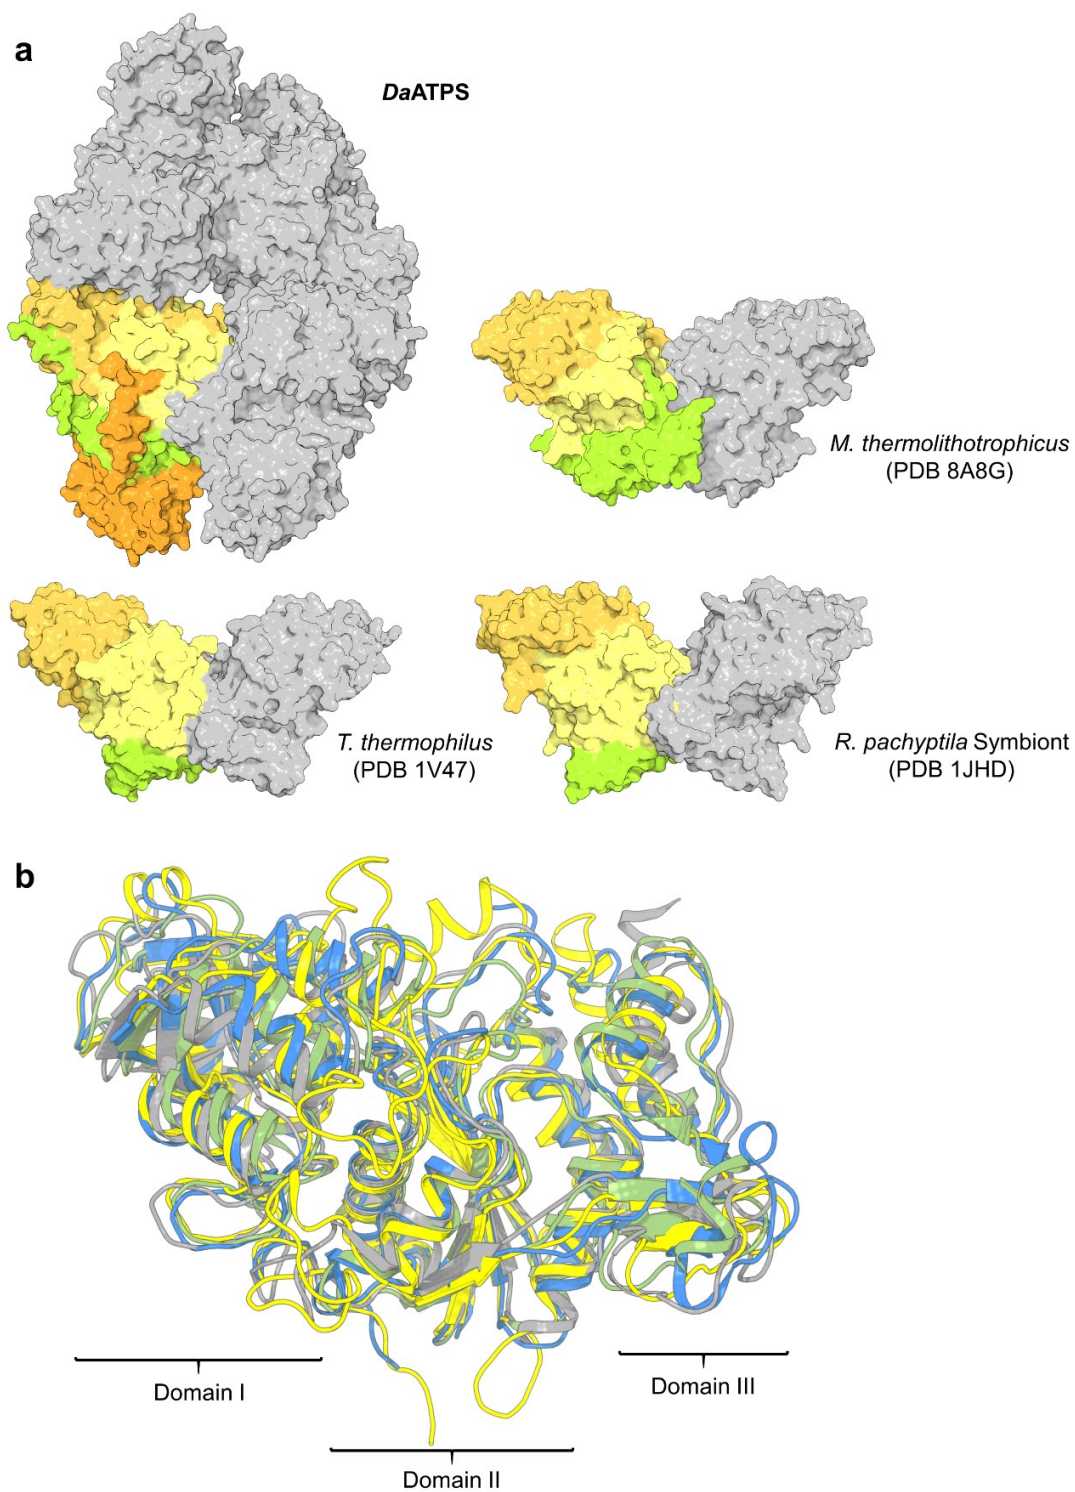 a
DaATPS
M. thermolithotrophicus
(PDB 8A8G)
T. thermophilus
(PDB 1V47)
R. pachyptila Symbiont
(PDB 1JHD)
b
Domain I
Domain III
Domain II